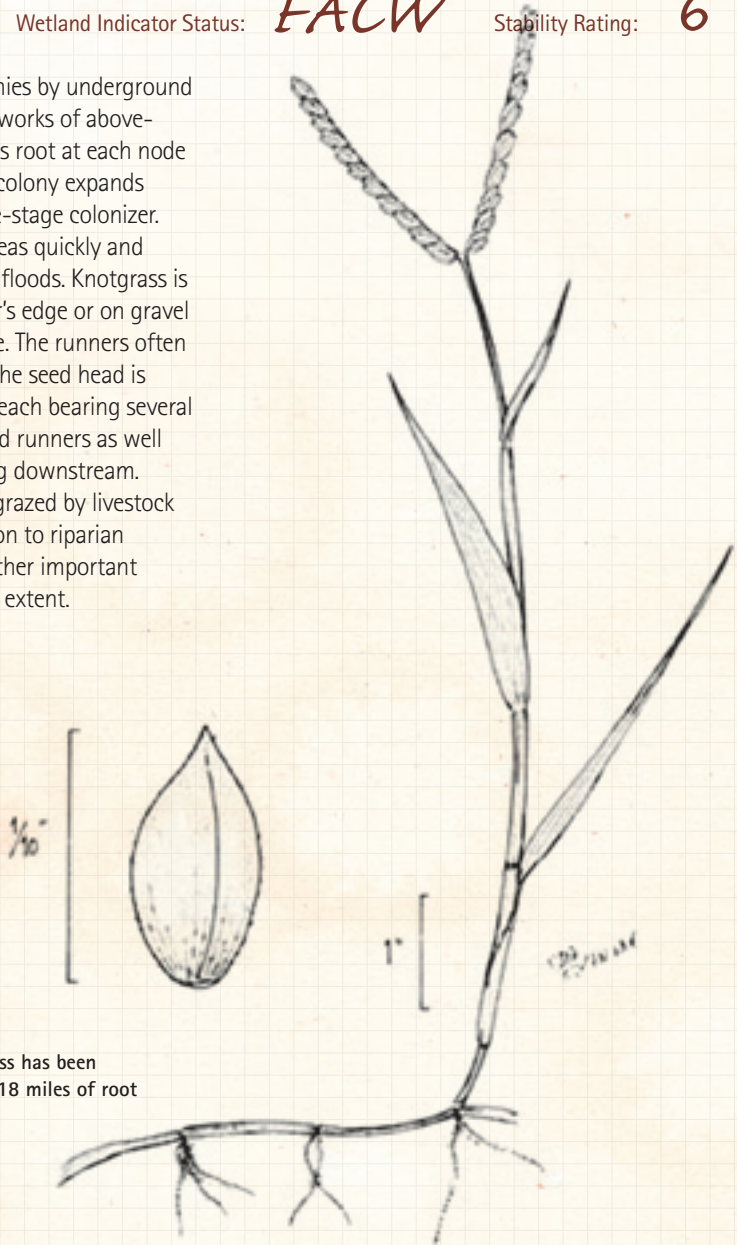 Wetland Indicator Status: FACW Stability Rating: 6
nies by underground
works of above-
s root at each node
colony expands
-stage colonizer.
eas quickly and
floods. Knotgrass is
r's edge or on gravel
e. The runners often
he seed head is
each bearing several
d runners as well
g downstream.
grazed by livestock
on to riparian
ther important
extent.
1"
ss has been
18 miles of root